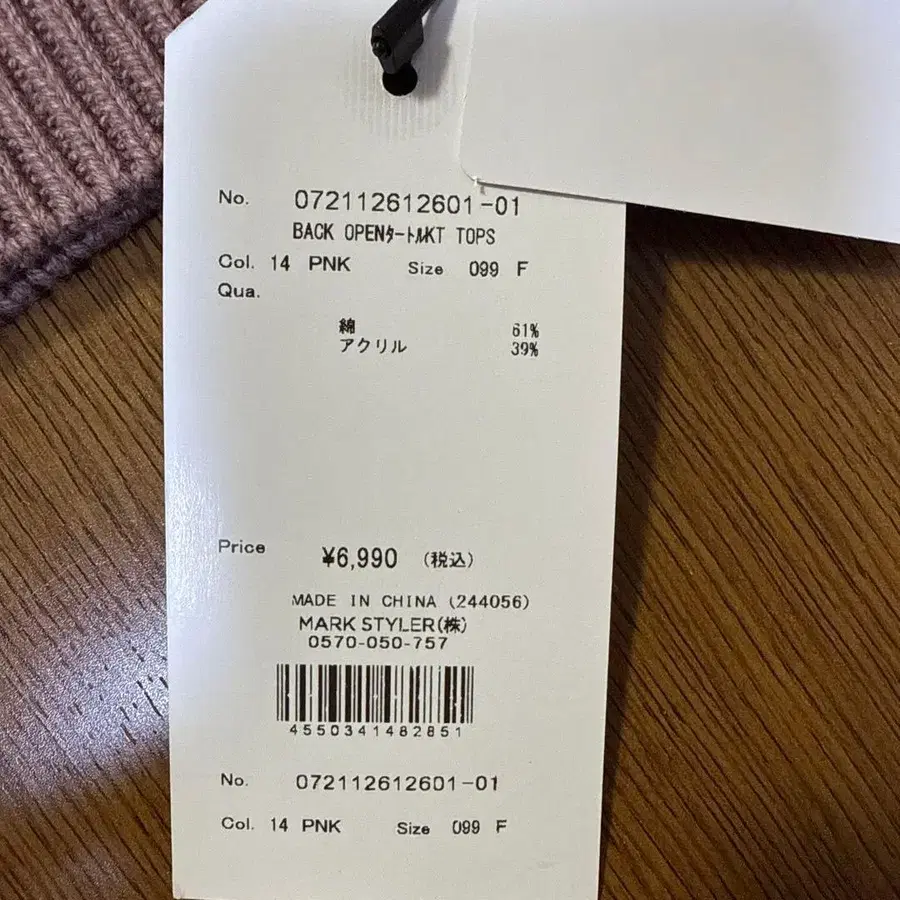 No. 072112612601-01
BACK OPENﾀｰﾄﾙKT TOPS
Col. 14 PNK Size 099 F
Qua.
綿 61%
アクリル 39%
Price ¥6,990 （税込）
MADE IN CHINA (244056)
MARK STYLER(株)
0570-050-757
4550341482851
No. 072112612601-01
Col. 14 PNK Size 099 F